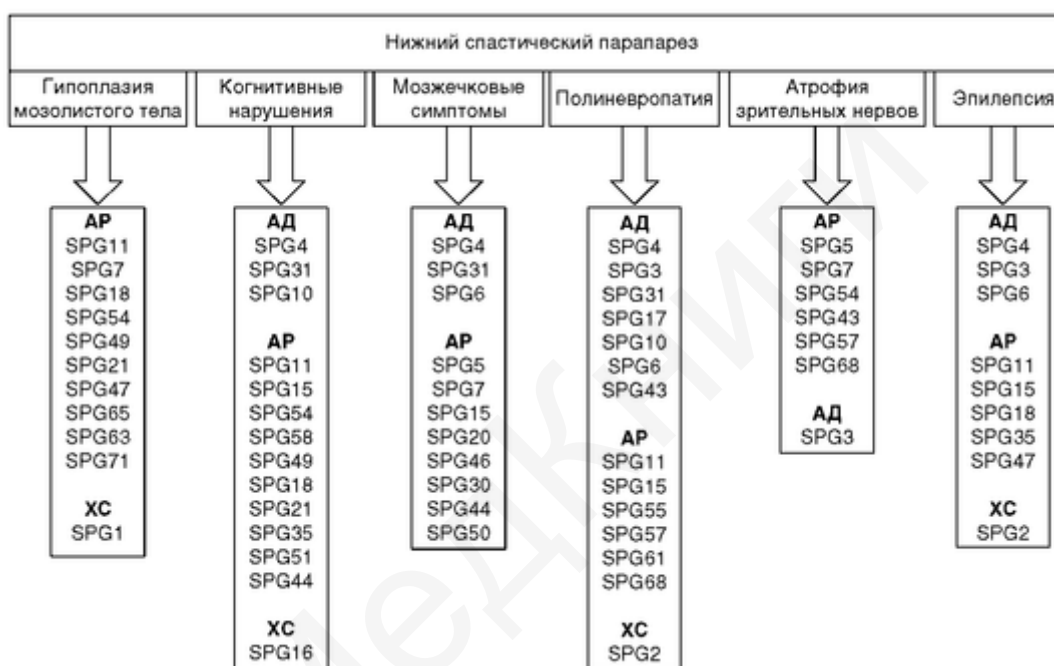 Нижний спастический парапарез
Гипоплазия
мозолистого тела
Когнитивные
нарушения
Мозжечковые
симптомы
Полиневропатия
Атрофия
зрительных нервов
Эпилепсия
АР
SPG11
SPG7
SPG18
SPG54
SPG49
SPG21
SPG47
SPG65
SPG63
SPG71
ХС
SPG1
АД
SPG4
SPG31
SPG10
АР
SPG11
SPG15
SPG54
SPG58
SPG49
SPG18
SPG21
SPG35
SPG51
SPG44
ХС
SPG16
АД
SPG4
SPG31
SPG6
АР
SPG5
SPG7
SPG15
SPG20
SPG46
SPG30
SPG44
SPG50
АД
SPG4
SPG3
SPG31
SPG17
SPG10
SPG6
SPG43
АР
SPG11
SPG15
SPG55
SPG57
SPG61
SPG68
ХС
SPG2
АР
SPG5
SPG7
SPG54
SPG43
SPG57
SPG68
АД
SPG3
АД
SPG4
SPG3
SPG6
АР
SPG11
SPG15
SPG18
SPG35
SPG47
ХС
SPG2
МедКниги